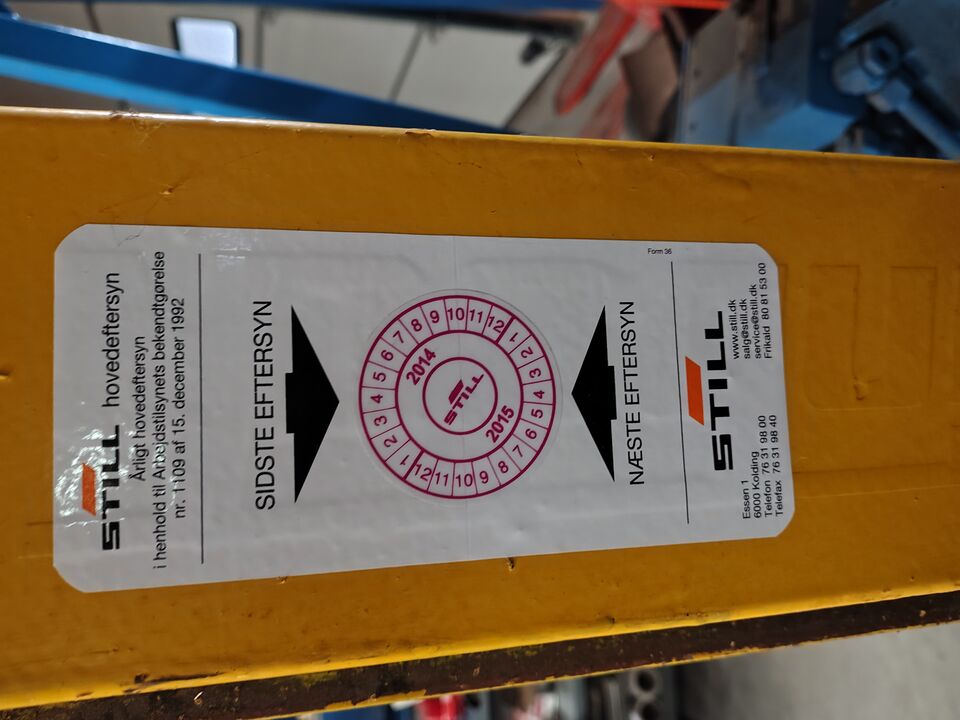 STILL hovedeftersyn
Årligt hovedeftersyn
i henhold til Arbejdstilsynets bekendtgørelse
nr. 1109 af 15. december 1992
SIDSTE EFTERSYN
2014
1 2 3 4 5 6 7 8 9 10 11 12
STILL
2015
1 2 3 4 5 6 7 8 9 10 11 12
NÆSTE EFTERSYN
Form 36
STILL
Essen 1
6000 Kolding
Telefon 76 31 98 00
Telefax 76 31 98 40
www.still.dk
salg@still.dk
service@still.dk
Frikald 80 81 53 00